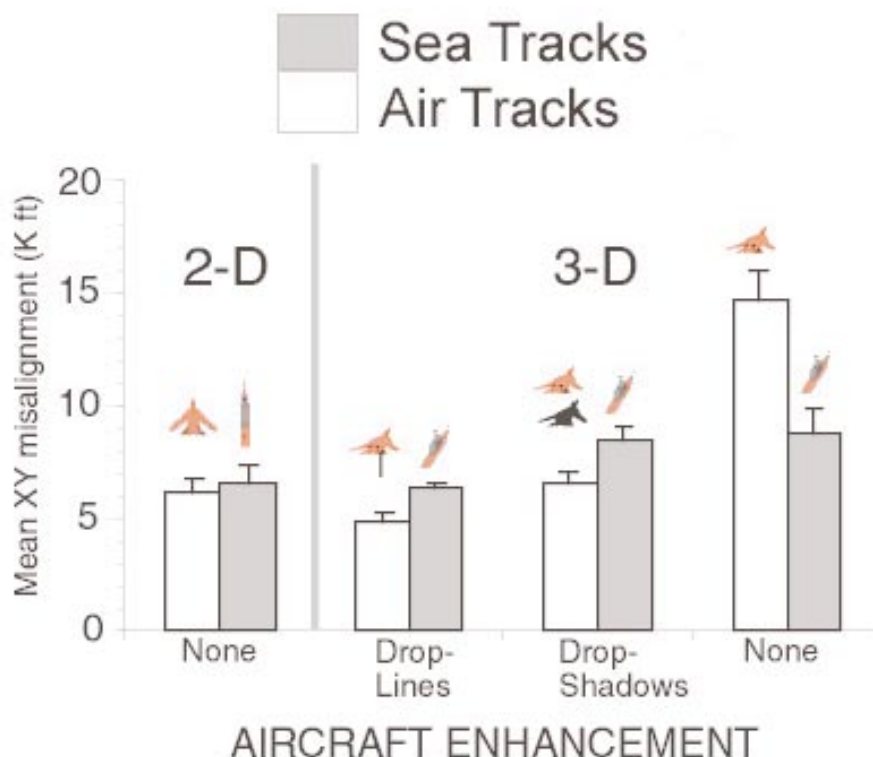 Sea Tracks
Air Tracks
Mean XY misalignment (K ft)
20
15
10
5
0
2-D
3-D
None
Drop-
Lines
Drop-
Shadows
None
AIRCRAFT ENHANCEMENT